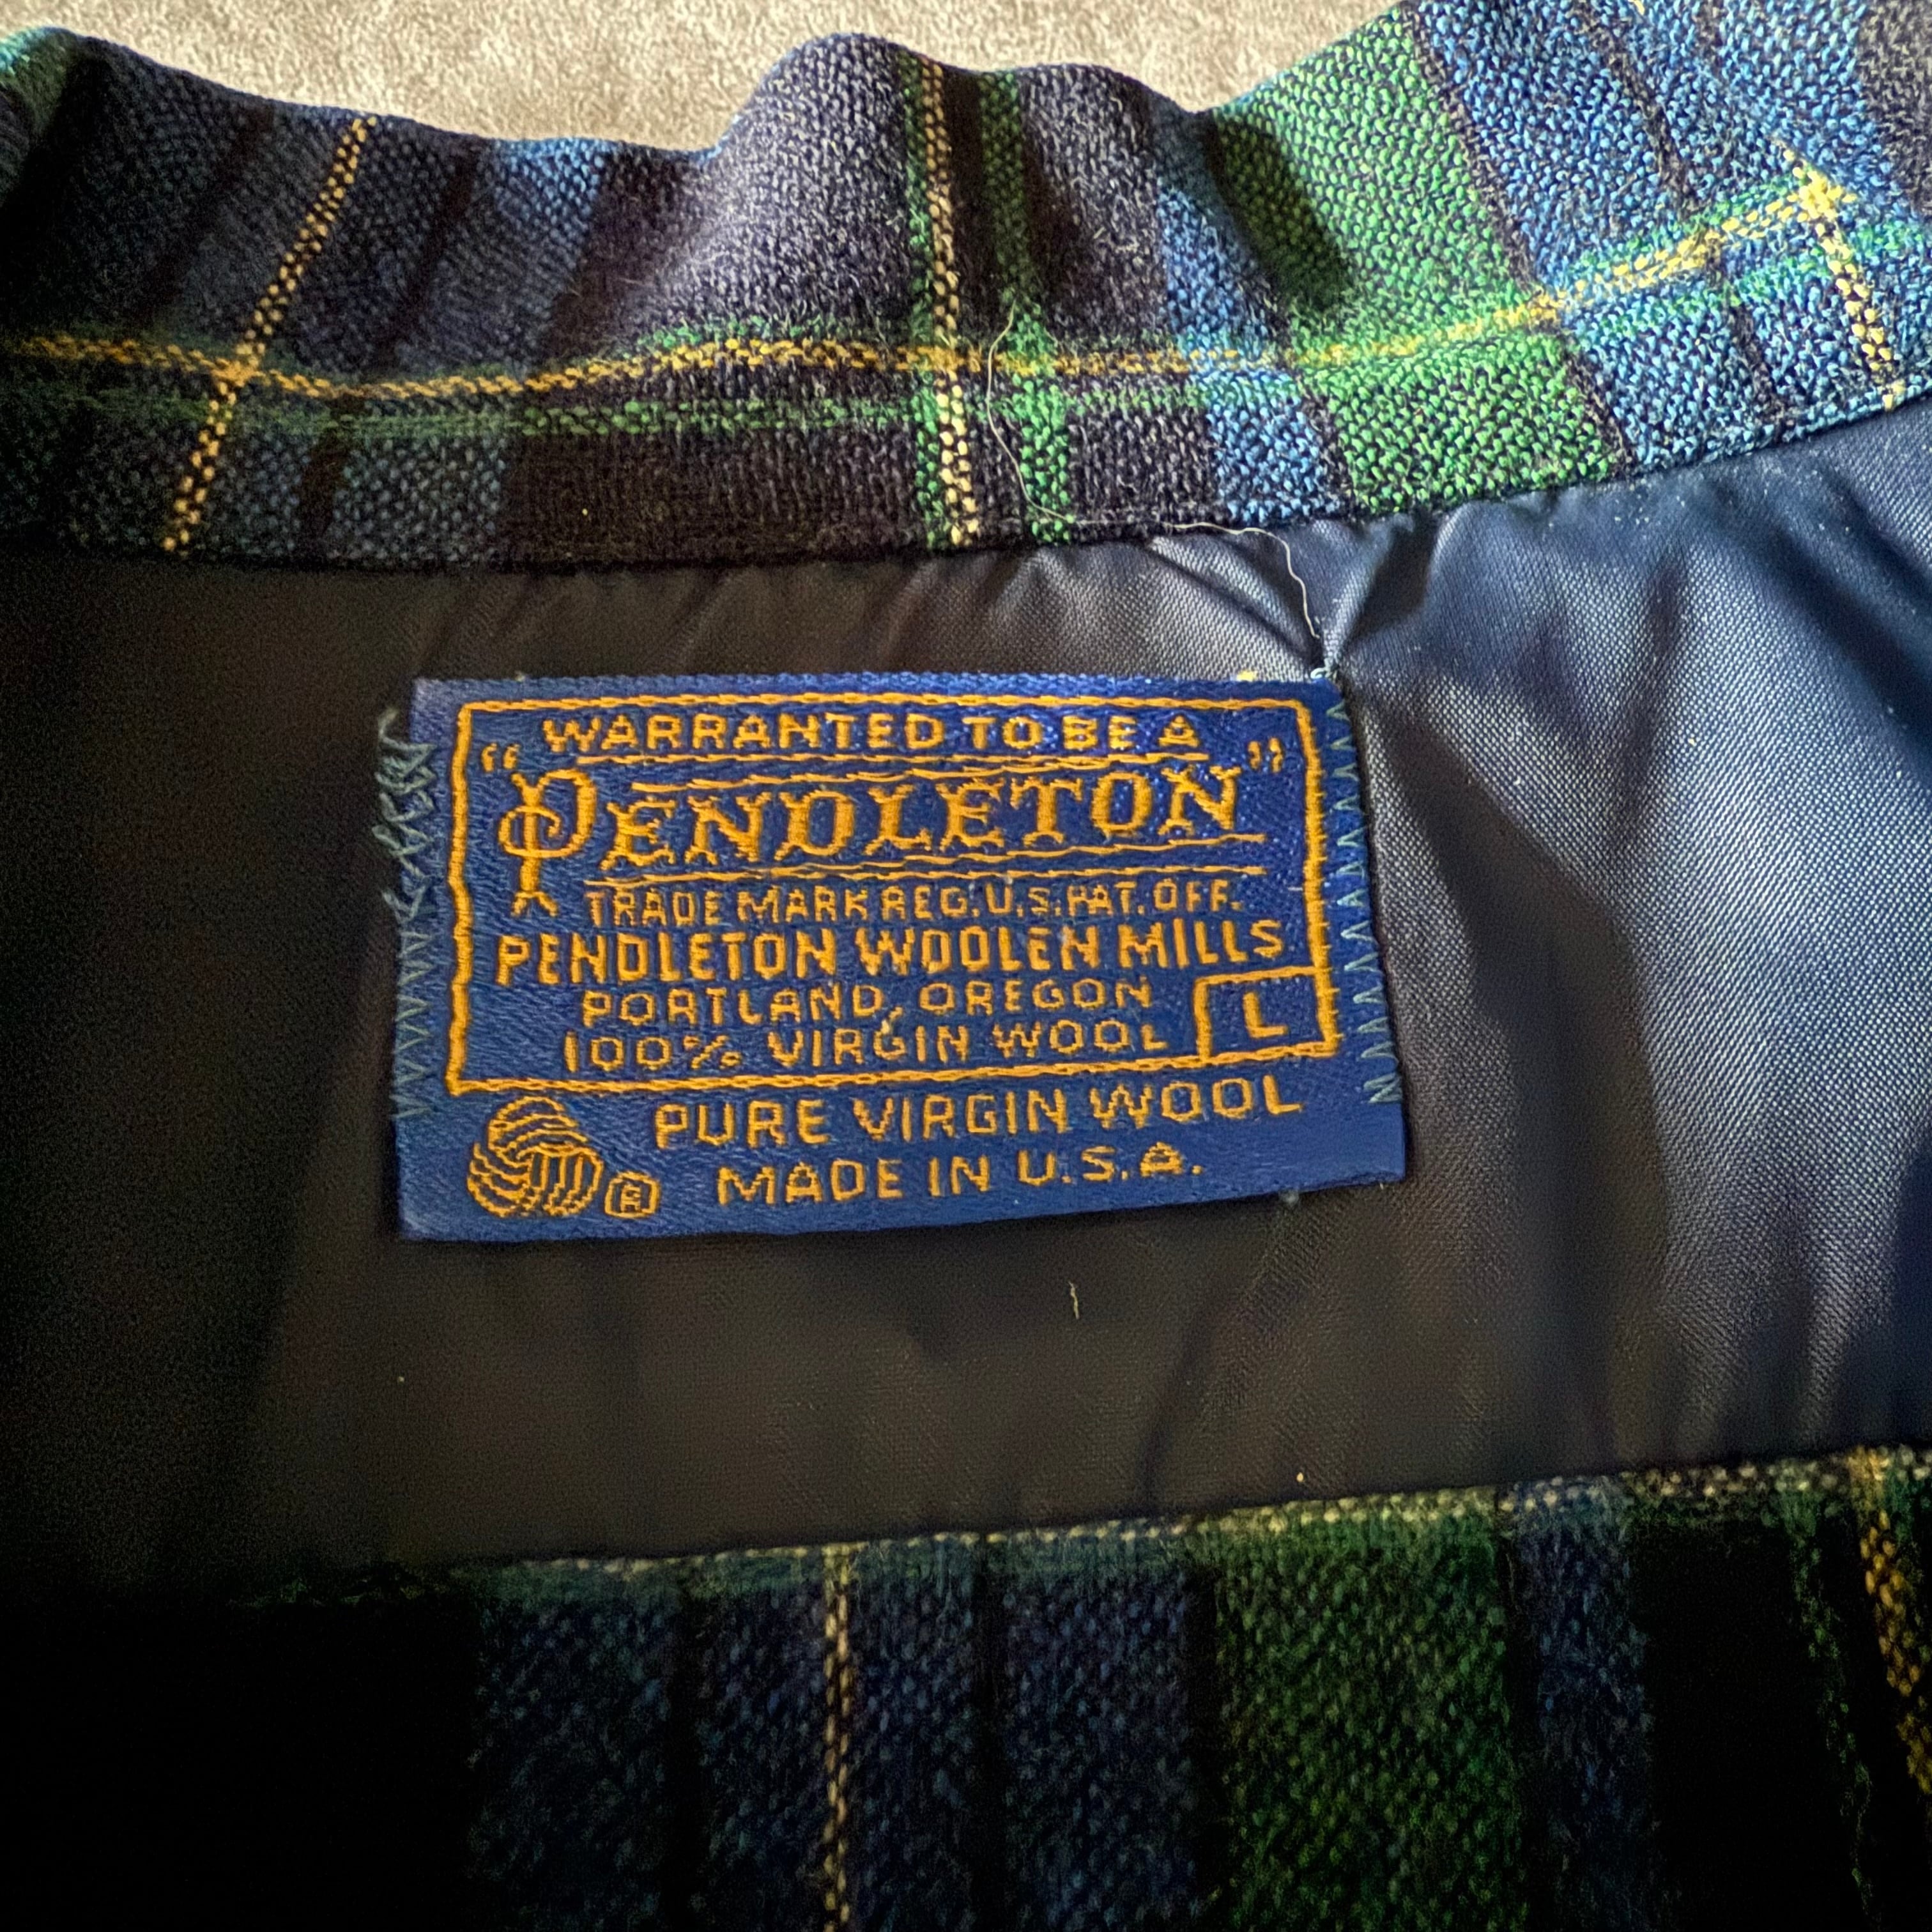 WARRANTED TO BE A
"PENDLETON"
TRADE MARK REG. U.S. PAT. OFF.
PENDLETON WOOLEN MILLS
PORTLAND, OREGON
100% VIRGIN WOOL
L
PURE VIRGIN WOOL
® MADE IN U.S.A.